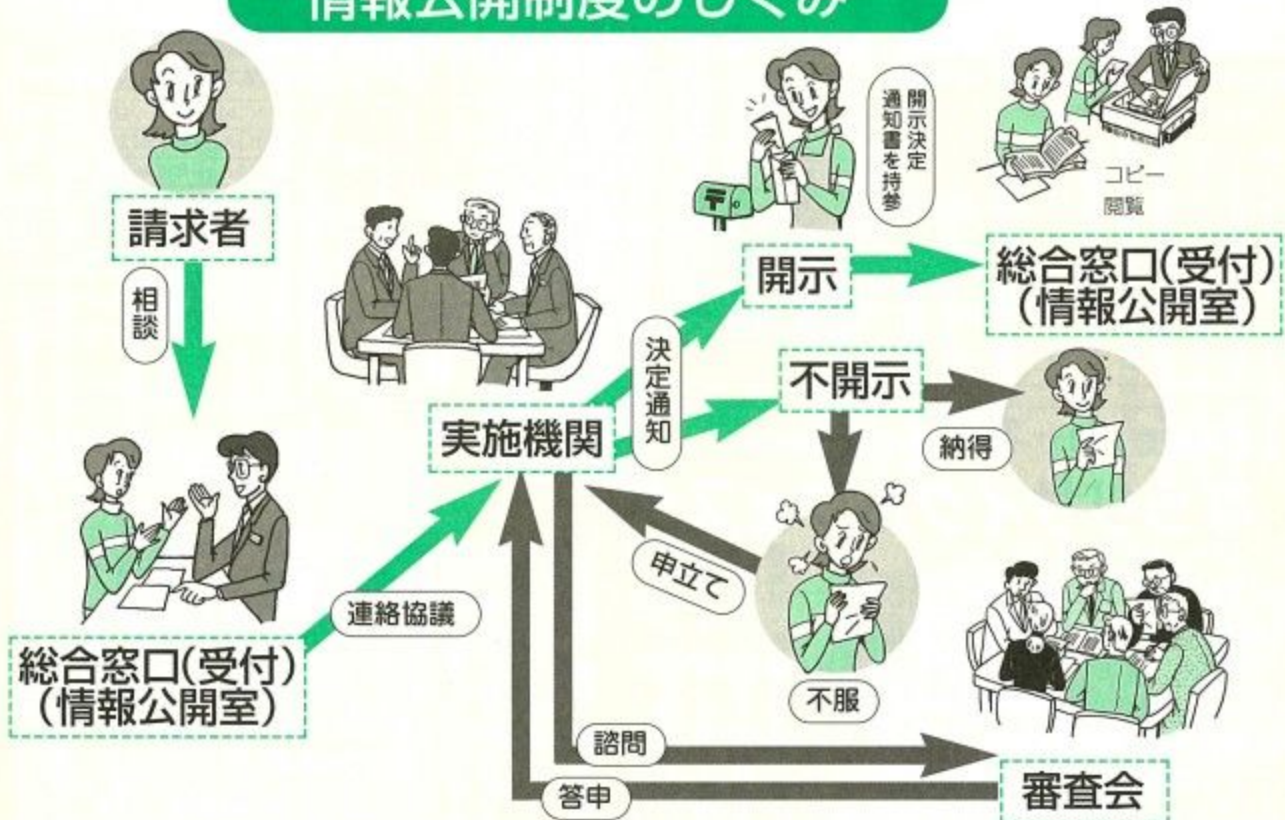 情報公開制度のしくみ
請求者
相談
総合窓口(受付)
(情報公開室)
連絡協議
実施機関
決定通知
開示
開示決定
通知書を持参
コピー
閲覧
総合窓口(受付)
(情報公開室)
不開示
納得
不服
申立て
諮問
答申
審査会